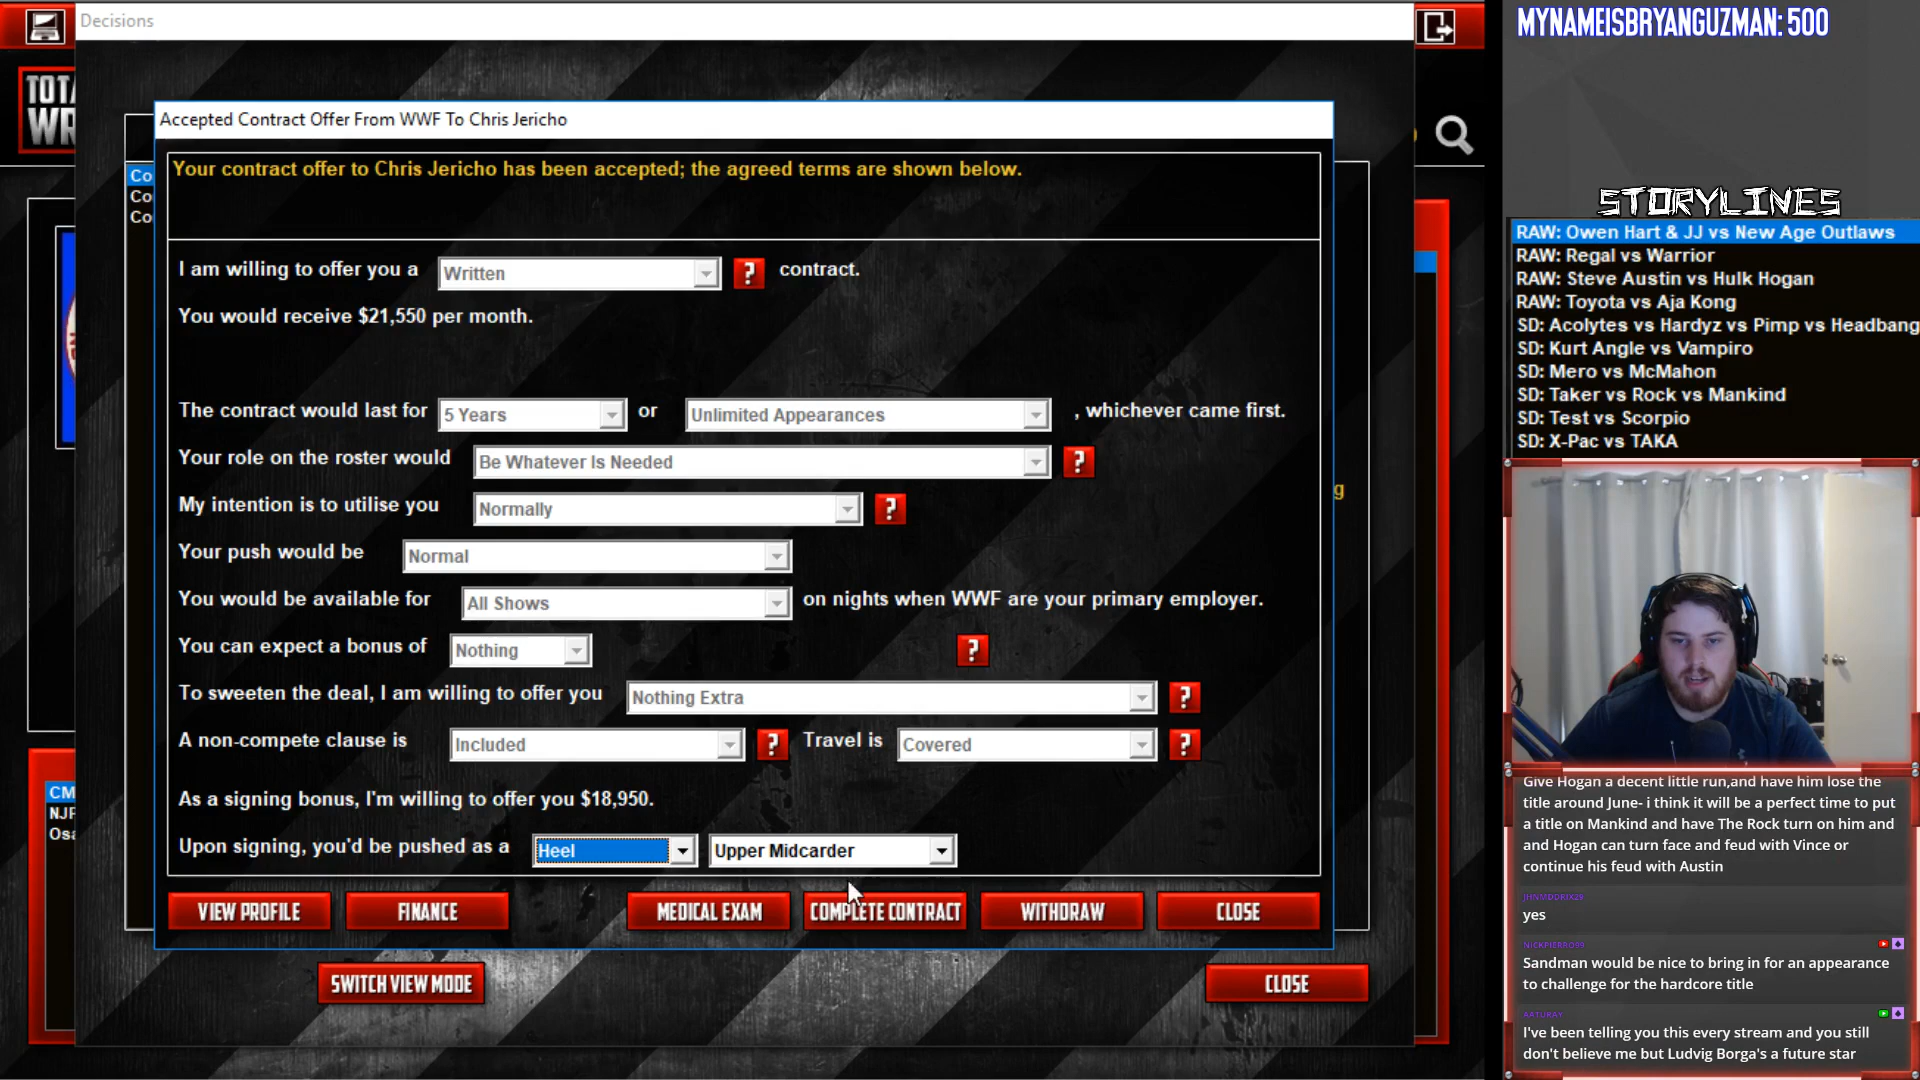 Decisions
MYNAMEISBRYANGUZMAN: 500
TOT
WR
Accepted Contract Offer From WWF To Chris Jericho
Co
Co
Co
Your contract offer to Chris Jericho has been accepted; the agreed terms are shown below.
I am willing to offer you a Written ? contract.
You would receive $21,550 per month.
The contract would last for 5 Years or Unlimited Appearances , whichever came first.
Your role on the roster would Be Whatever Is Needed ?
My intention is to utilise you Normally ?
g
Your push would be Normal
You would be available for All Shows on nights when WWF are your primary employer.
You can expect a bonus of Nothing ?
To sweeten the deal, I am willing to offer you Nothing Extra ?
A non-compete clause is Included ? Travel is Covered ?
As a signing bonus, I'm willing to offer you $18,950.
Upon signing, you'd be pushed as a Heel Upper Midcarder
VIEW PROFILE FINANCE MEDICAL EXAM COMPLETE CONTRACT WITHDRAW CLOSE
SWITCH VIEW MODE CLOSE
CM
NJF
Osa
STORYLINES
RAW: Owen Hart & JJ vs New Age Outlaws
RAW: Regal vs Warrior
RAW: Steve Austin vs Hulk Hogan
RAW: Toyota vs Aja Kong
SD: Acolytes vs Hardyz vs Pimp vs Headbang
SD: Kurt Angle vs Vampiro
SD: Mero vs McMahon
SD: Taker vs Rock vs Mankind
SD: Test vs Scorpio
SD: X-Pac vs TAKA
Give Hogan a decent little run,and have him lose the
title around June- i think it will be a perfect time to put
a title on Mankind and have The Rock turn on him and
and Hogan can turn face and feud with Vince or
continue his feud with Austin
yes
NICKPIERRO99
Sandman would be nice to bring in for an appearance
to challenge for the hardcore title
AATURAY
I've been telling you this every stream and you still
don't believe me but Ludvig Borga's a future star